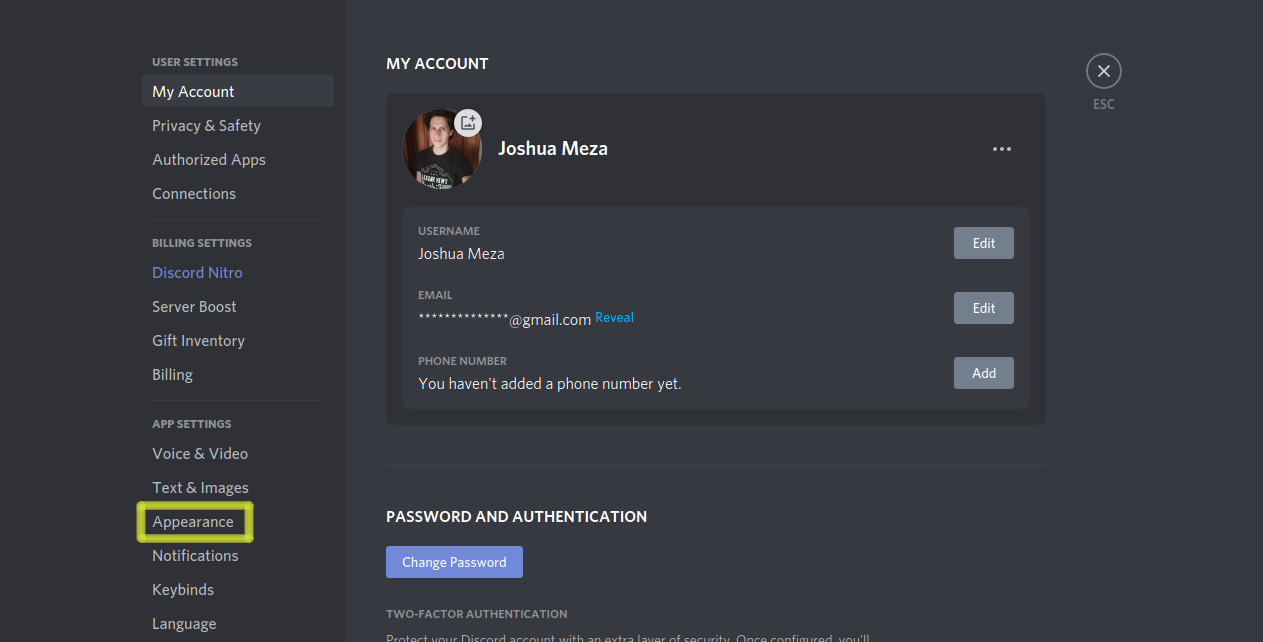 USER SETTINGS
My Account
Privacy & Safety
Authorized Apps
Connections
BILLING SETTINGS
Discord Nitro
Server Boost
Gift Inventory
Billing
APP SETTINGS
Voice & Video
Text & Images
Appearance
Notifications
Keybinds
Language
MY ACCOUNT
Joshua Meza
USERNAME
Joshua Meza
Edit
EMAIL
**************@gmail.com Reveal
Edit
PHONE NUMBER
You haven't added a phone number yet.
Add
PASSWORD AND AUTHENTICATION
Change Password
TWO-FACTOR AUTHENTICATION
Protect your Discord account with an extra layer of security. Once configured, you'll
ESC